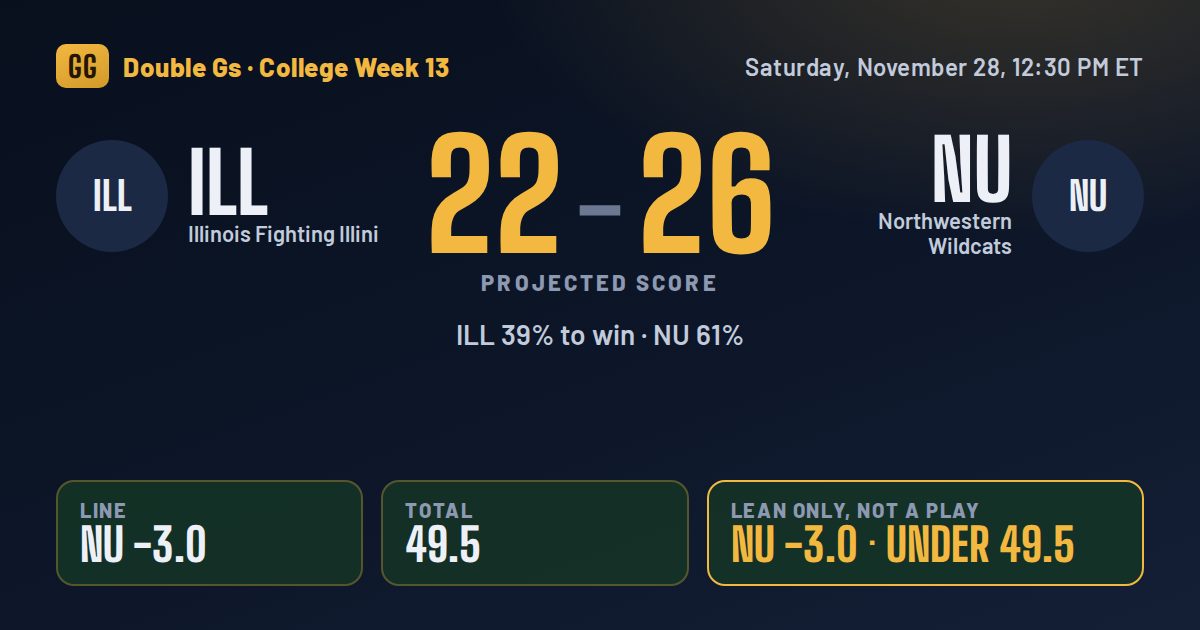 GG
Double Gs · College Week 13
Saturday, November 28, 12:30 PM ET
ILL
ILL
Illinois Fighting Illini
22 – 26
PROJECTED SCORE
ILL 39% to win · NU 61%
NU
Northwestern
Wildcats
NU
LINE
NU −3.0
TOTAL
49.5
LEAN ONLY, NOT A PLAY
NU −3.0 · UNDER 49.5